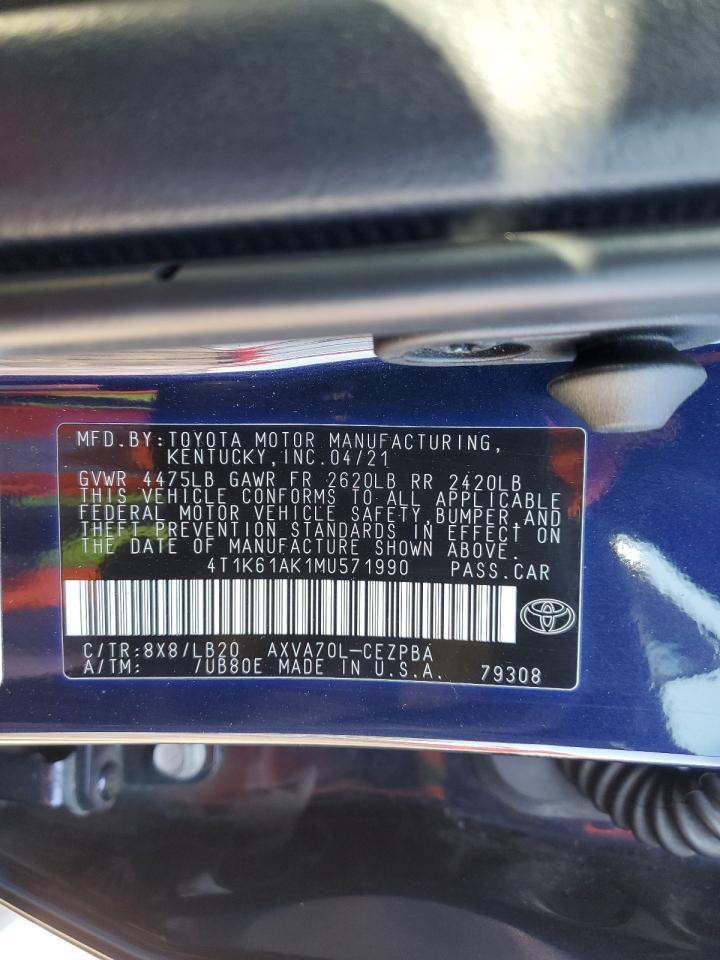 MFD.BY:TOYOTA MOTOR MANUFACTURING,
KENTUCKY,INC.04/21
GVWR 4475LB GAWR FR 2620LB RR 2420LB
THIS VEHICLE CONFORMS TO ALL APPLICABLE
FEDERAL MOTOR VEHICLE SAFETY,BUMPER,AND
THEFT PREVENTION STANDARDS IN EFFECT ON
THE DATE OF MANUFACTURE SHOWN ABOVE.
4T1K61AK1MU571990 PASS.CAR
C/TR:8X8/LB20 AXVA70L-CEZPBA
A/TM: 7UB80E MADE IN U.S.A. 79308